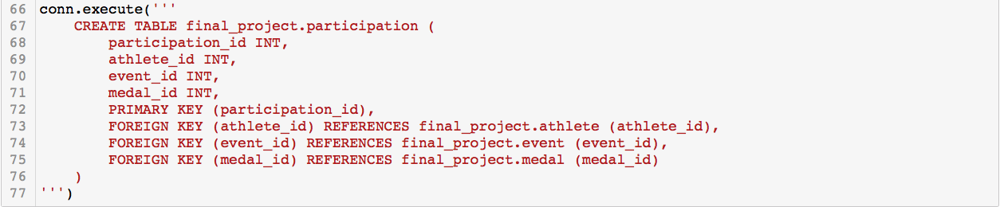 66 conn.execute('''
67     CREATE TABLE final_project.participation (
68         participation_id INT,
69         athlete_id INT,
70         event_id INT,
71         medal_id INT,
72         PRIMARY KEY (participation_id),
73         FOREIGN KEY (athlete_id) REFERENCES final_project.athlete (athlete_id),
74         FOREIGN KEY (event_id) REFERENCES final_project.event (event_id),
75         FOREIGN KEY (medal_id) REFERENCES final_project.medal (medal_id)
76     )
77 ''')